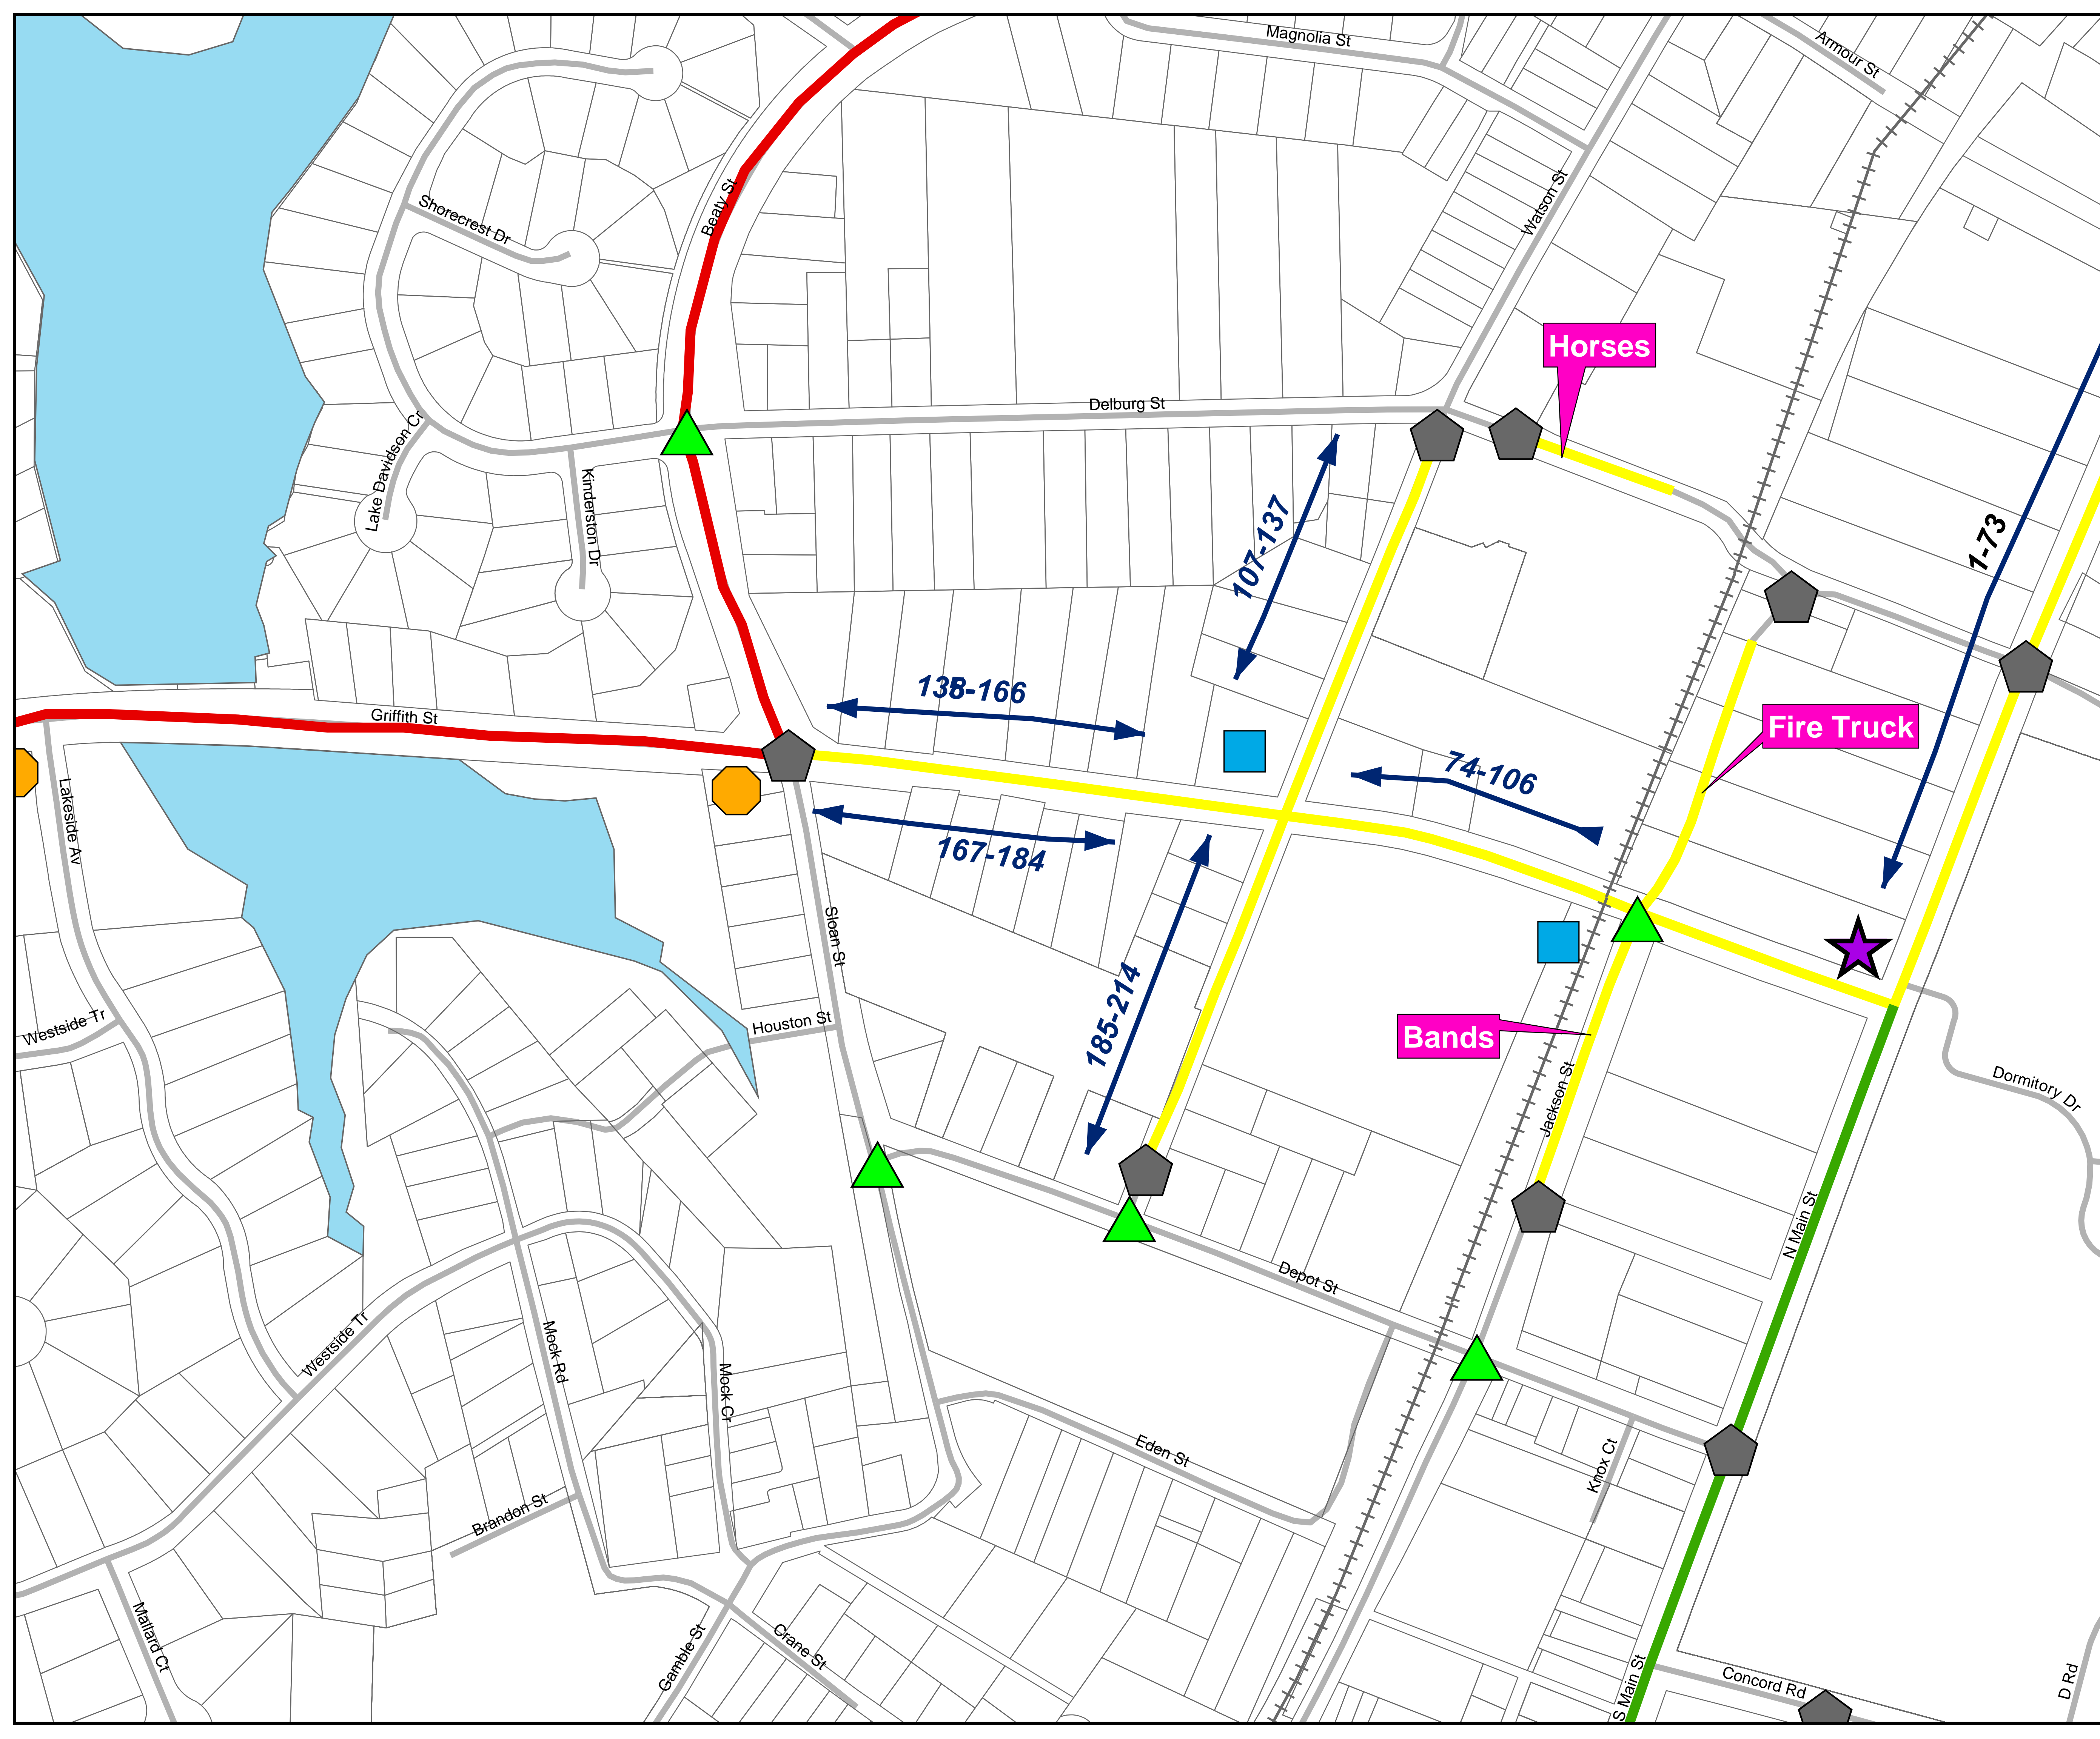 Magnolia St
Armour St
Beaty St
Shorecrest Dr
Watson St
Horses
Delburg St
Lake Davidson Cr
Kinderston Dr
107-137
1-73
138-166
Griffith St
Fire Truck
74-106
Lakeside Av
167-184
Sloan St
185-214
Westside Tr
Houston St
Bands
Jackson St
Dormitory Dr
N Main St
Depot St
Westside Tr
Mock Rd
Mock Cr
Eden St
Knox Ct
Brandon St
Mallard Ct
Gamble St
Crane St
S Main St
Concord Rd
D Rd